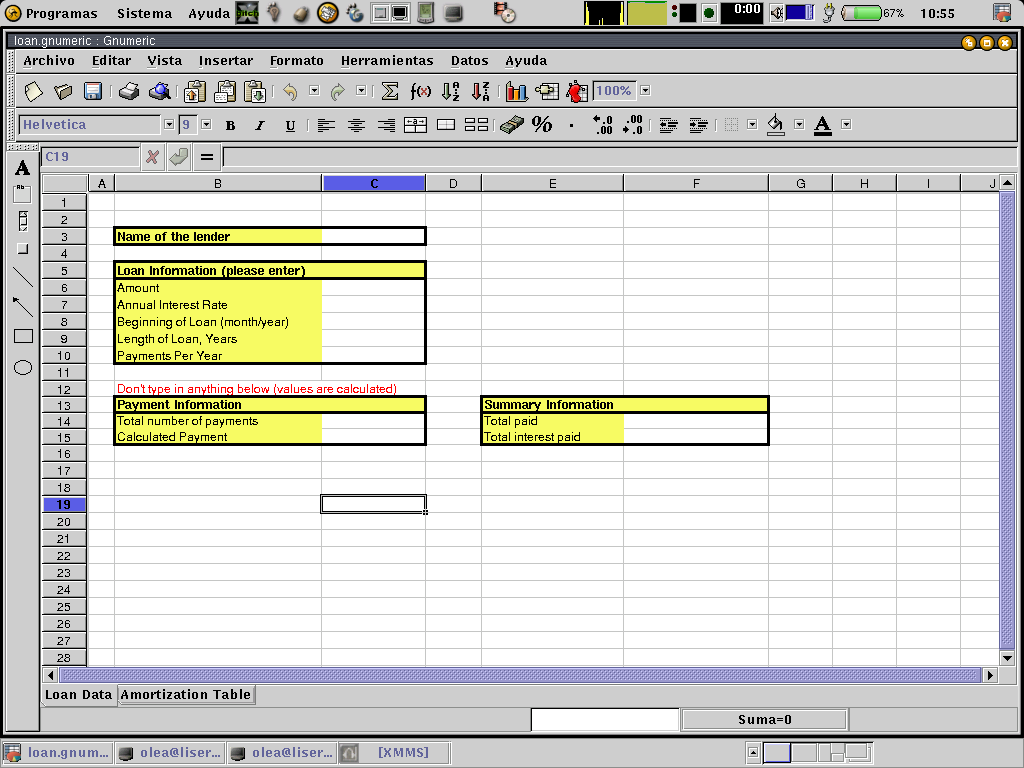 Programas Sistema Ayuda 0:00 67% 10:55
loan.gnumeric : Gnumeric
Archivo Editar Vista Insertar Formato Herramientas Datos Ayuda
100%
Helvetica 9 B I U
C19
A B C D E F G H I J
1
2
3 Name of the lender
4
5 Loan Information (please enter)
6 Amount
7 Annual Interest Rate
8 Beginning of Loan (month/year)
9 Length of Loan, Years
10 Payments Per Year
11
12 Don't type in anything below (values are calculated)
13 Payment Information Summary Information
14 Total number of payments Total paid
15 Calculated Payment Total interest paid
16
17
18
19
20
21
22
23
24
25
26
27
28
Loan Data Amortization Table
Suma=0
loan.gnum... olea@liser... olea@liser... [XMMS]